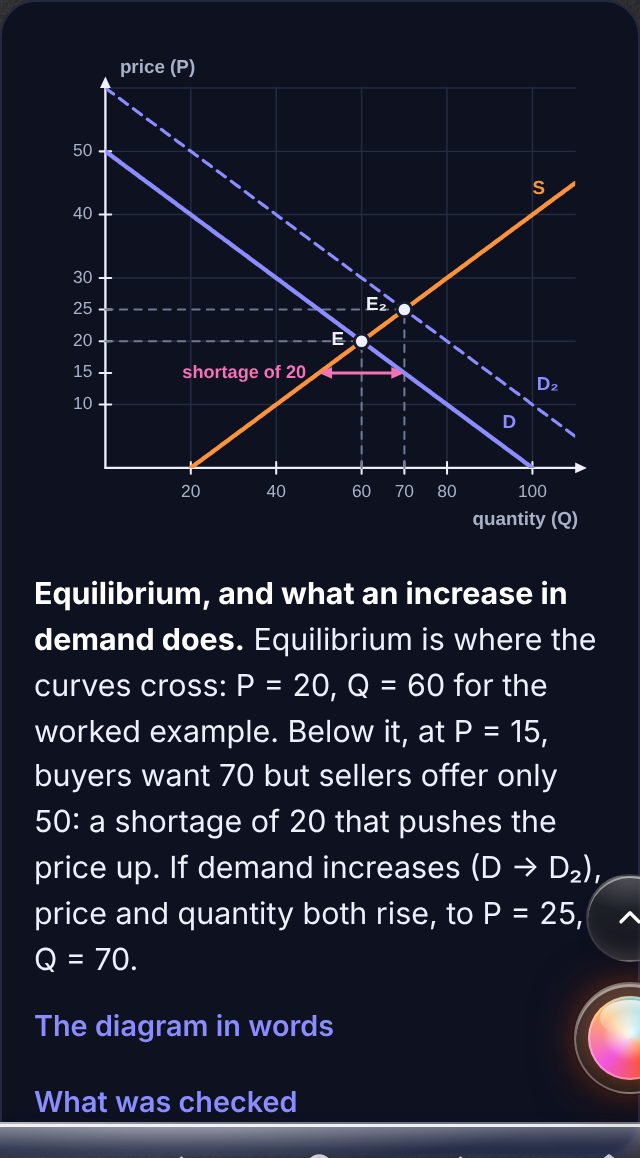 price (P)
50
S
40
30
25
E₂
20
E
shortage of 20
15
D₂
10
D
20 40 60 70 80 100
quantity (Q)
Equilibrium, and what an increase in
demand does. Equilibrium is where the
curves cross: P = 20, Q = 60 for the
worked example. Below it, at P = 15,
buyers want 70 but sellers offer only
50: a shortage of 20 that pushes the
price up. If demand increases (D → D₂),
price and quantity both rise, to P = 25,
Q = 70.
The diagram in words
What was checked